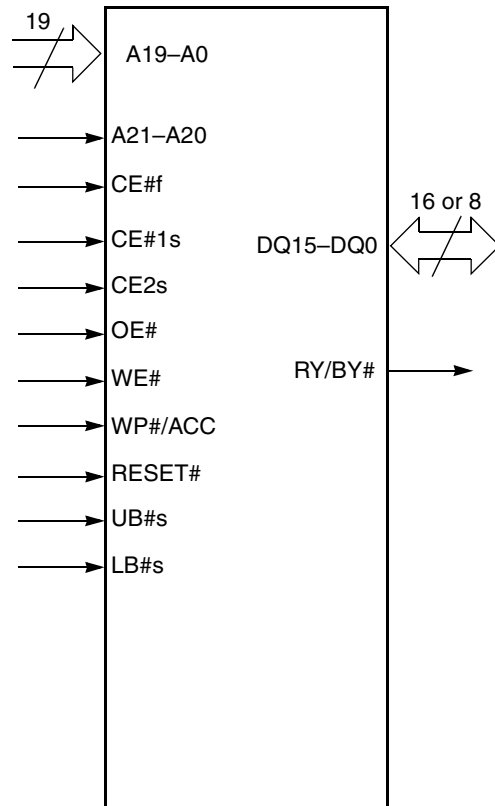 19
A19–A0
A21–A20
CE#f
16 or 8
CE#1s
DQ15–DQ0
CE2s
OE#
WE#
RY/BY#
WP#/ACC
RESET#
UB#s
LB#s